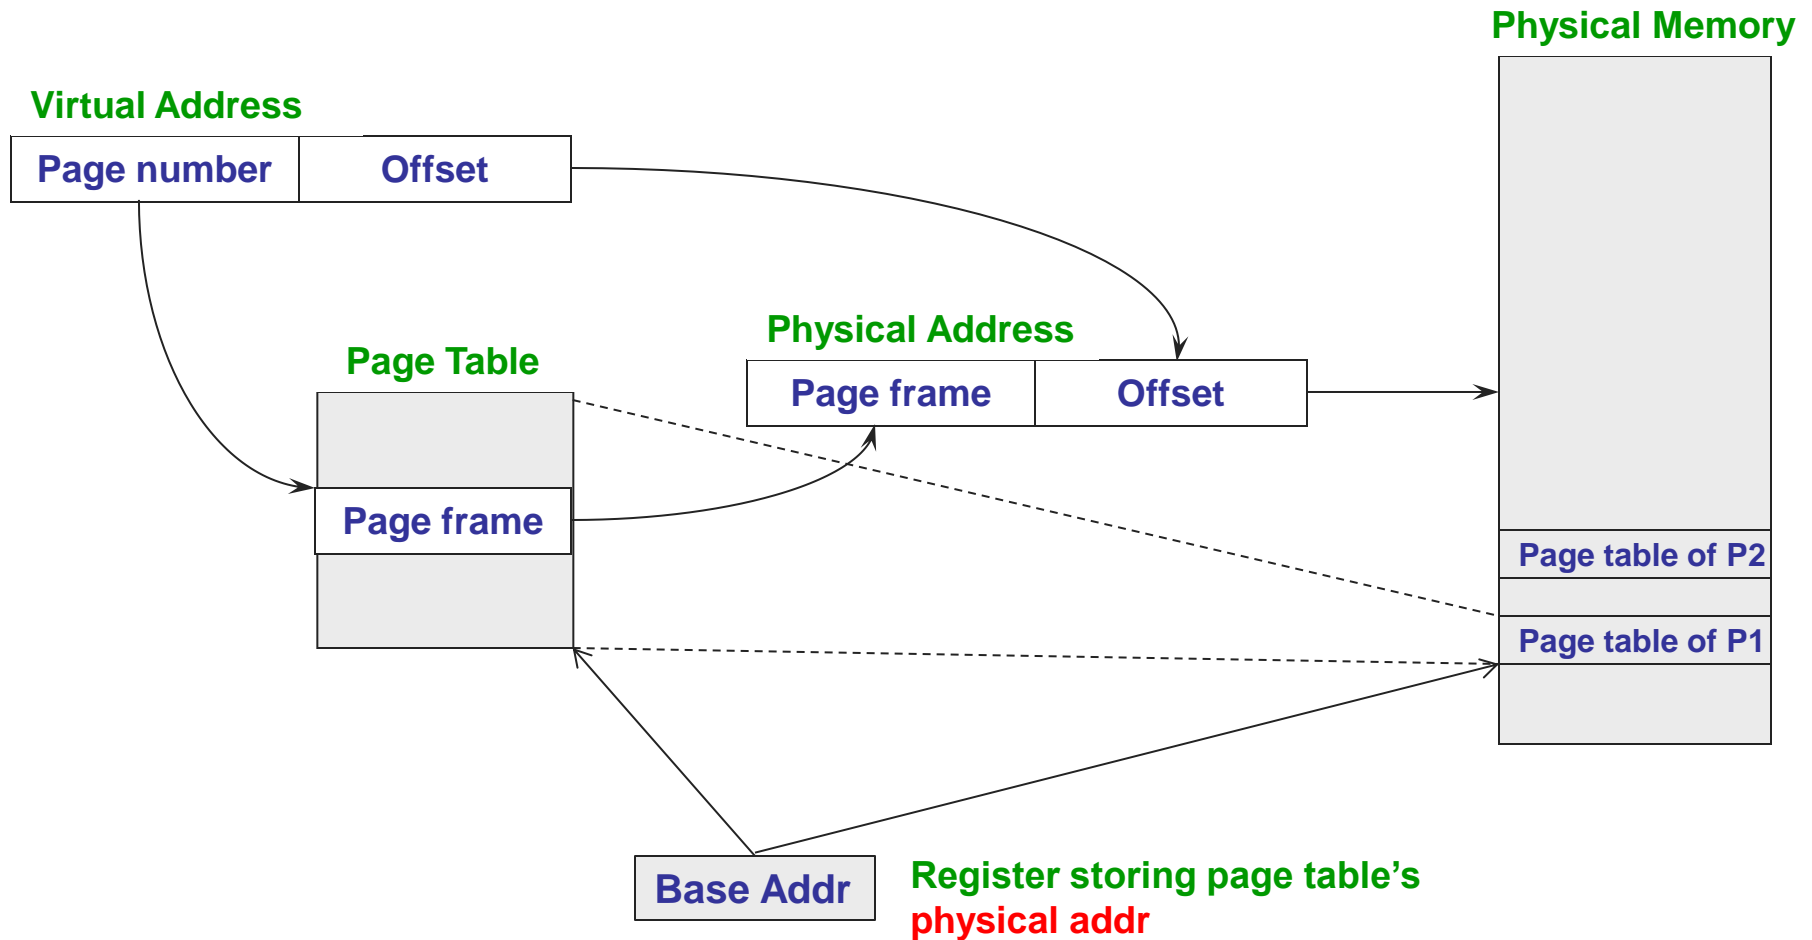 Physical Memory
Virtual Address
Page number
Offset
Physical Address
Page frame
Offset
Page Table
Page frame
Page table of P2
Page table of P1
Base Addr
Register storing page table’s
physical addr